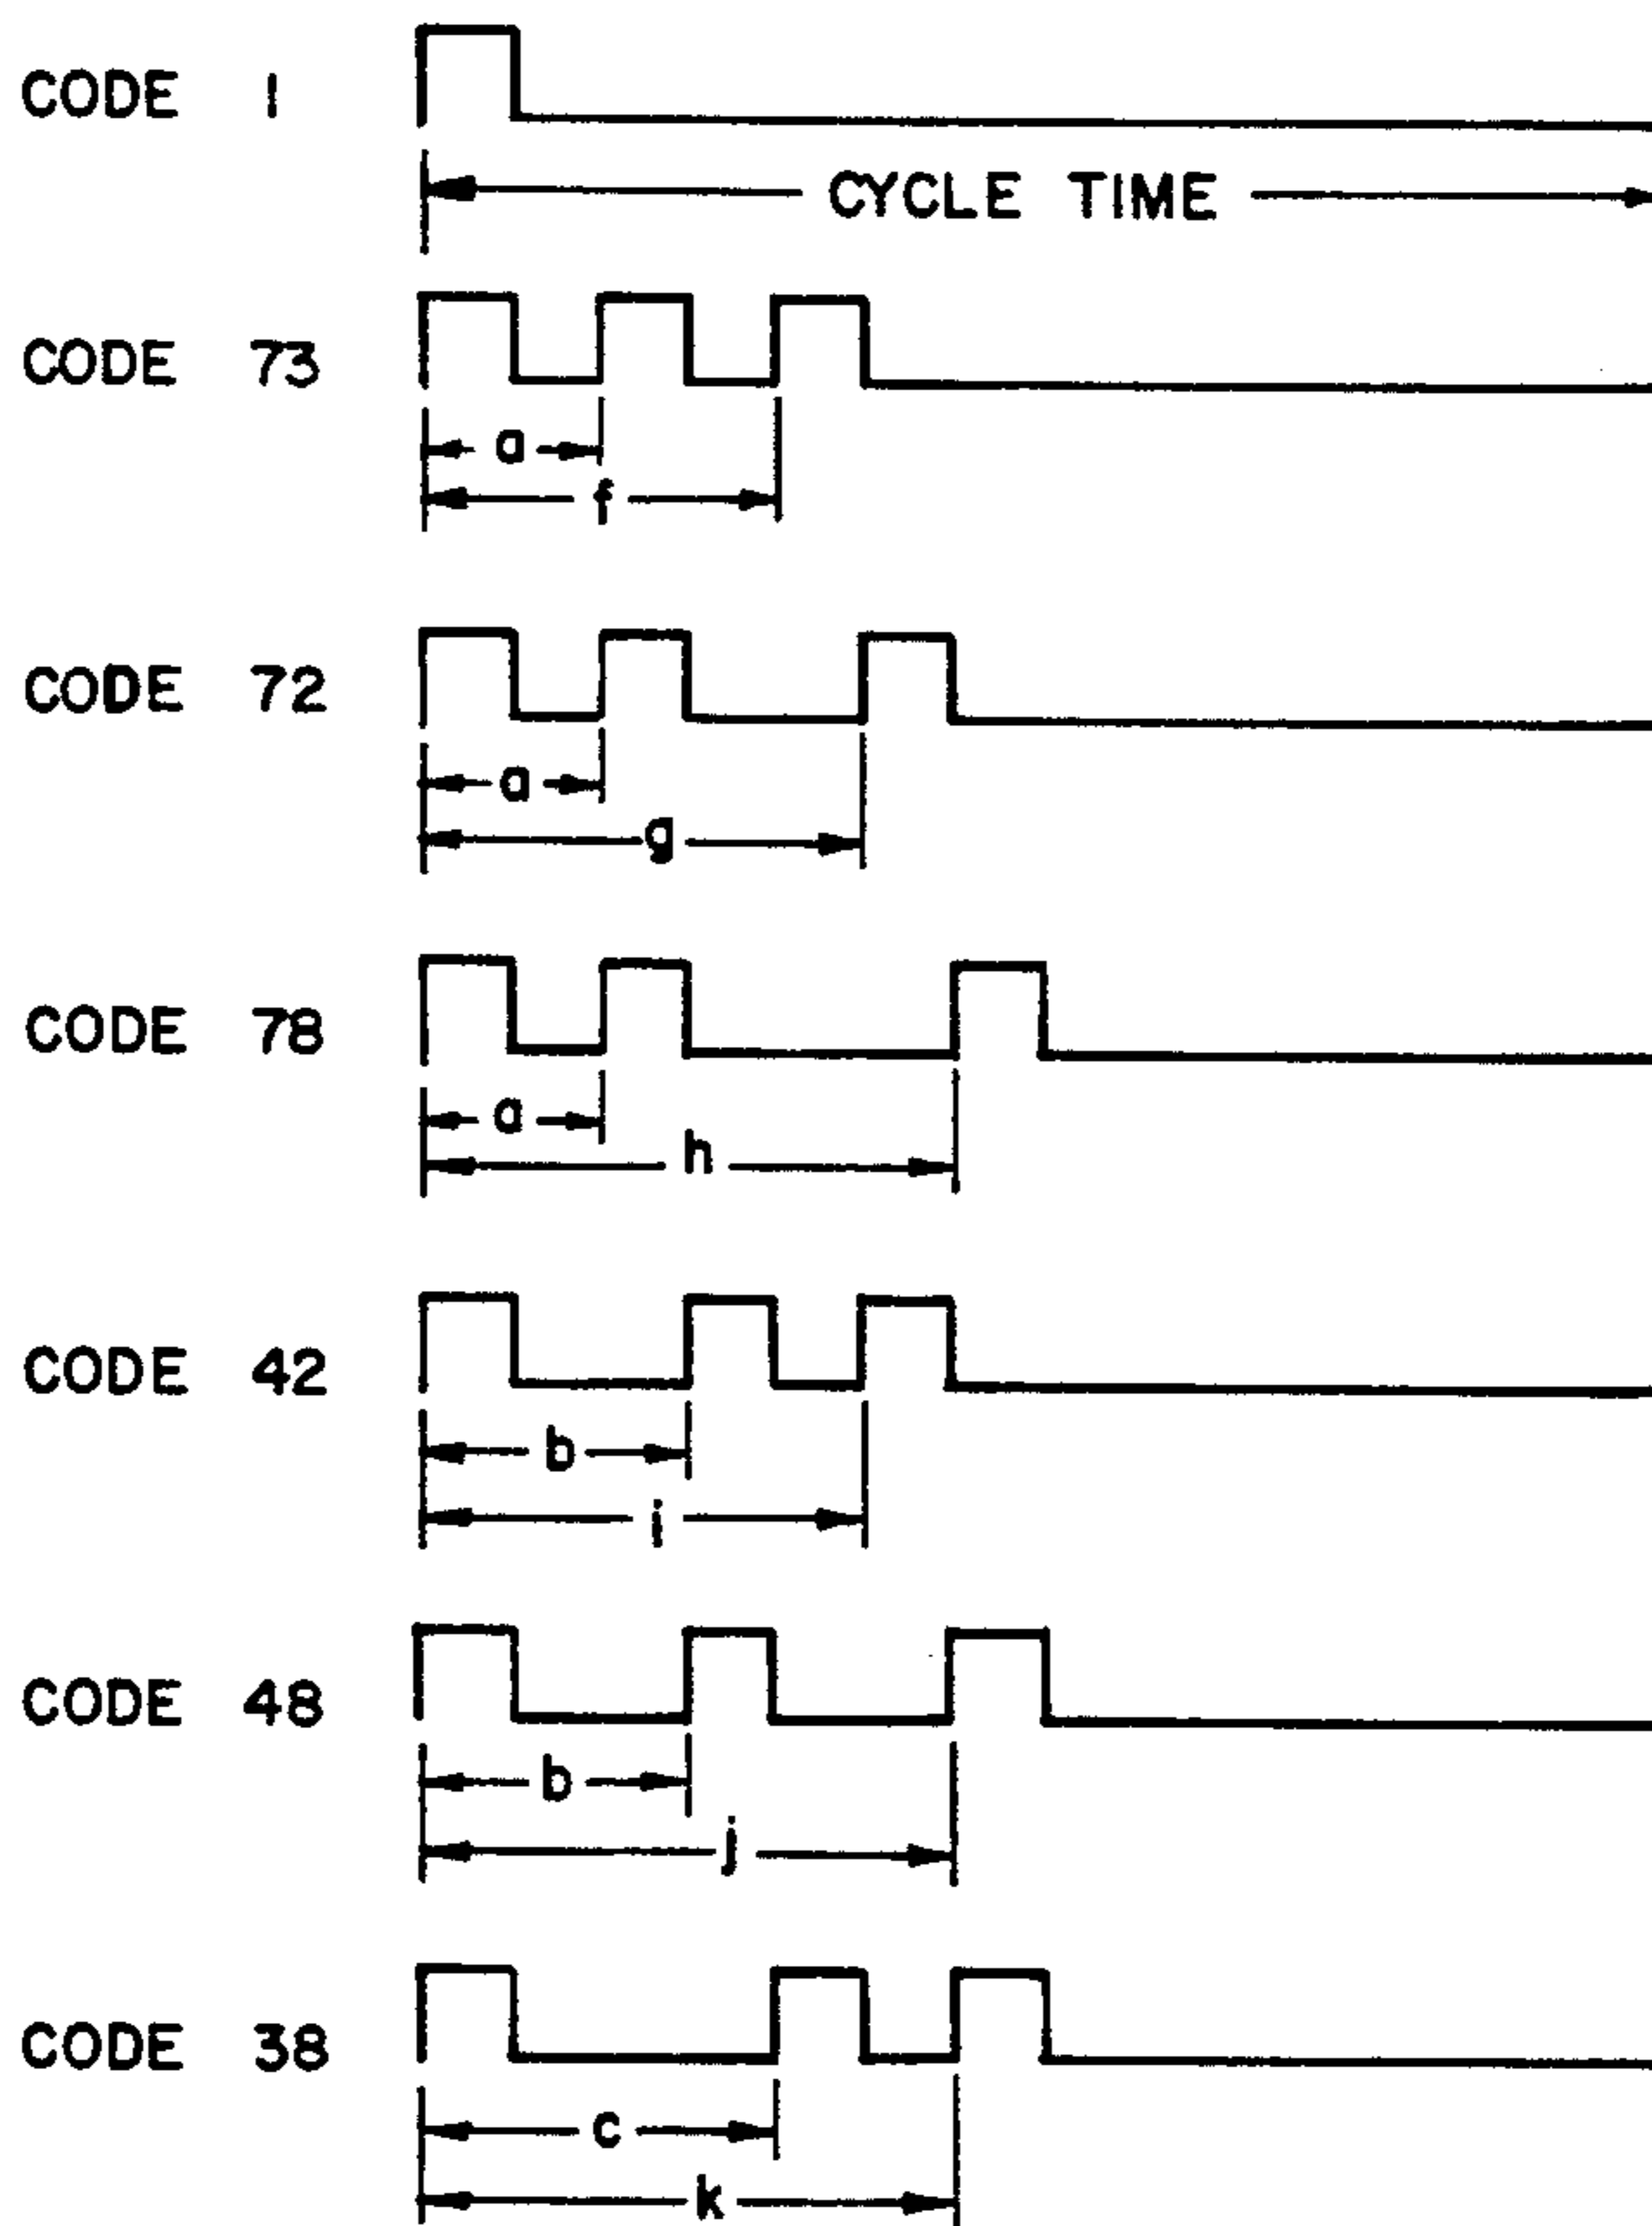 CODE 1
CYCLE TIME
CODE 73
a
f
CODE 72
a
g
CODE 78
a
h
CODE 42
b
i
CODE 48
b
j
CODE 38
c
k